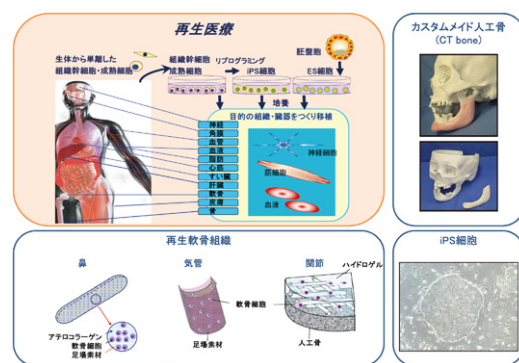 再生医療
生体から単離した
組織幹細胞・成熟細胞
組織幹細胞
成熟細胞
リプログラミング
iPS細胞
胚盤胞
ES細胞
培養
目的の組織・臓器をつくり移植
神経
角膜
血管
血液
脂肪
心筋
すい臓
肝臓
軟骨
皮膚
骨
神経細胞
筋細胞
血液
カスタムメイド人工骨
(CT bone)
再生軟骨組織
鼻
気管
関節
アテロコラーゲン
軟骨細胞
足場素材
軟骨細胞
足場素材
ハイドロゲル
人工骨
iPS細胞